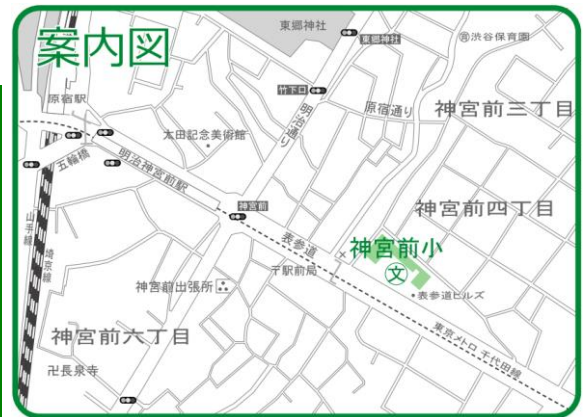 案内図
東郷神社
東郷神社
㊢渋谷保育園
竹下口
原宿駅
明治通り
原宿通り
神宮前三丁目
太田記念美術館
五輪橋
明治神宮前駅
神宮前四丁目
神宮前
表参道
神宮前小
文
山手線
埼京線
〒駅前局
神宮前出張所
表参道ヒルズ
東京メトロ 千代田線
神宮前六丁目
卍長泉寺